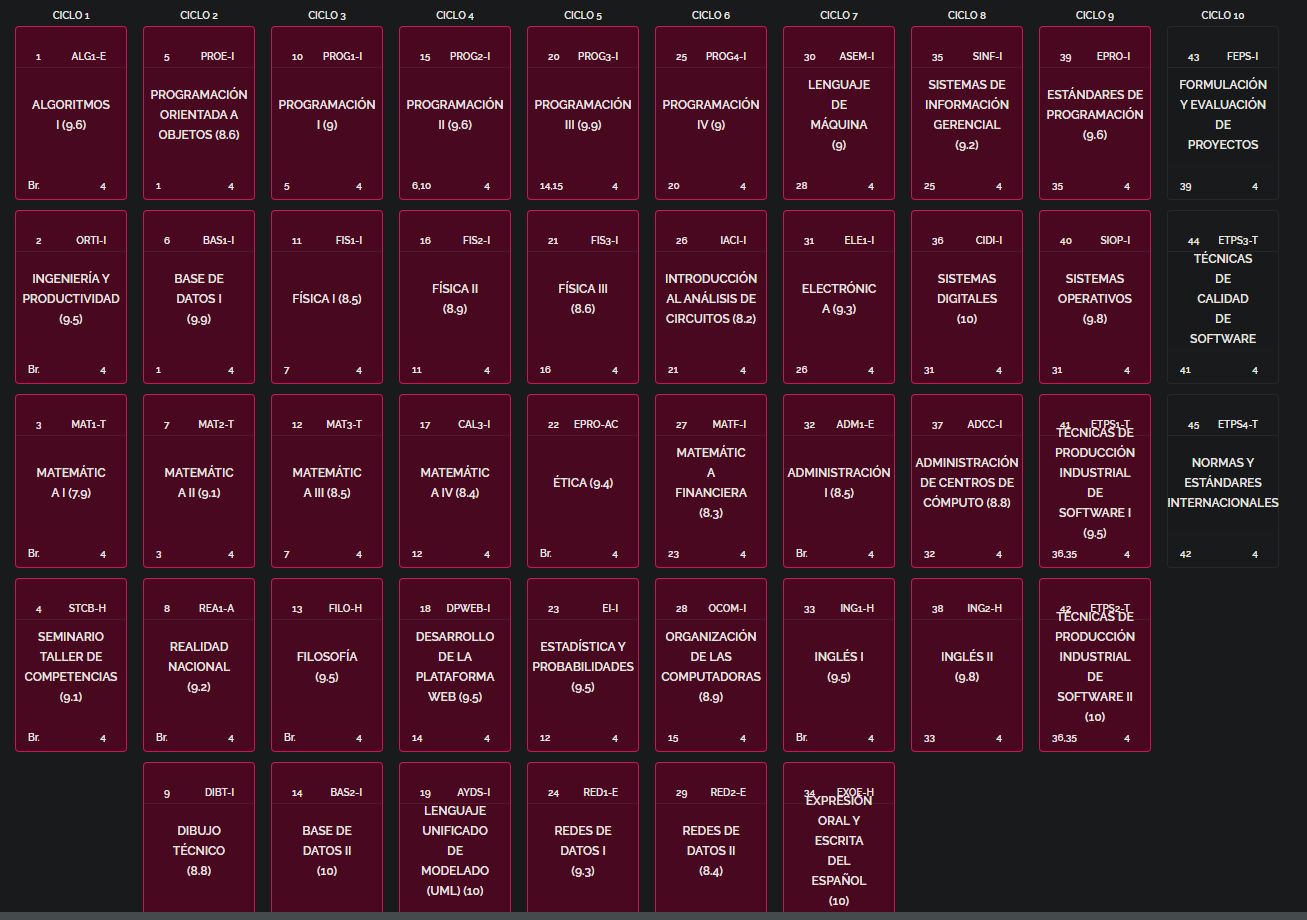 CICLO 1
CICLO 2
CICLO 3
CICLO 4
CICLO 5
CICLO 6
CICLO 7
CICLO 8
CICLO 9
CICLO 10
1 ALG1-E
ALGORITMOS
I (9.6)
Br. 4
5 PROE-I
PROGRAMACIÓN
ORIENTADA A
OBJETOS (8.6)
1 4
10 PROG1-I
PROGRAMACIÓN
I (9)
5 4
15 PROG2-I
PROGRAMACIÓN
II (9.6)
6,10 4
20 PROG3-I
PROGRAMACIÓN
III (9.9)
14,15 4
25 PROG4-I
PROGRAMACIÓN
IV (9)
20 4
30 ASEM-I
LENGUAJE
DE
MÁQUINA
(9)
28 4
35 SINF-I
SISTEMAS DE
INFORMACIÓN
GERENCIAL
(9.2)
25 4
39 EPRO-I
ESTÁNDARES DE
PROGRAMACIÓN
(9.6)
35 4
43 FEPS-I
FORMULACIÓN
Y EVALUACIÓN
DE
PROYECTOS
39 4
2 ORTI-I
INGENIERÍA Y
PRODUCTIVIDAD
(9.5)
Br. 4
6 BAS1-I
BASE DE
DATOS I
(9.9)
1 4
11 FIS1-I
FÍSICA I (8.5)
7 4
16 FIS2-I
FÍSICA II
(8.9)
11 4
21 FIS3-I
FÍSICA III
(8.6)
16 4
26 IACI-I
INTRODUCCIÓN
AL ANÁLISIS DE
CIRCUITOS (8.2)
21 4
31 ELE1-I
ELECTRÓNIC
A (9.3)
26 4
36 CIDI-I
SISTEMAS
DIGITALES
(10)
31 4
40 SIOP-I
SISTEMAS
OPERATIVOS
(9.8)
31 4
44 ETPS3-T
TÉCNICAS
DE
CALIDAD
DE
SOFTWARE
41 4
3 MAT1-T
MATEMÁTIC
A I (7.9)
Br. 4
7 MAT2-T
MATEMÁTIC
A II (9.1)
3 4
12 MAT3-T
MATEMÁTIC
A III (8.5)
7 4
17 CAL3-I
MATEMÁTIC
A IV (8.4)
12 4
22 EPRO-AC
ÉTICA (9.4)
Br. 4
27 MATF-I
MATEMÁTIC
A
FINANCIERA
(8.3)
23 4
32 ADM1-E
ADMINISTRACIÓN
I (8.5)
Br. 4
37 ADCC-I
ADMINISTRACIÓN
DE CENTROS DE
CÓMPUTO (8.8)
32 4
41 ETPS1-T
TÉCNICAS DE
PRODUCCIÓN
INDUSTRIAL
DE
SOFTWARE I
(9.5)
36,35 4
45 ETPS4-T
NORMAS Y
ESTÁNDARES
INTERNACIONALES
42 4
4 STCB-H
SEMINARIO
TALLER DE
COMPETENCIAS
(9.1)
Br. 4
8 REA1-A
REALIDAD
NACIONAL
(9.2)
Br. 4
13 FILO-H
FILOSOFÍA
(9.5)
Br. 4
18 DPWEB-I
DESARROLLO
DE LA
PLATAFORMA
WEB (9.5)
14 4
23 EI-I
ESTADÍSTICA Y
PROBABILIDADES
(9.5)
12 4
28 OCOM-I
ORGANIZACIÓN
DE LAS
COMPUTADORAS
(8.9)
15 4
33 ING1-H
INGLÉS I
(9.5)
Br. 4
38 ING2-H
INGLÉS II
(9.8)
33 4
42 ETPS2-T
TÉCNICAS DE
PRODUCCIÓN
INDUSTRIAL
DE
SOFTWARE II
(10)
36,35 4
9 DIBT-I
DIBUJO
TÉCNICO
(8.8)
14 BAS2-I
BASE DE
DATOS II
(10)
19 AYDS-I
LENGUAJE
UNIFICADO
DE
MODELADO
(UML) (10)
24 RED1-E
REDES DE
DATOS I
(9.3)
29 RED2-E
REDES DE
DATOS II
(8.4)
34 EXOE-H
EXPRESIÓN
ORAL Y
ESCRITA
DEL
ESPAÑOL
(10)